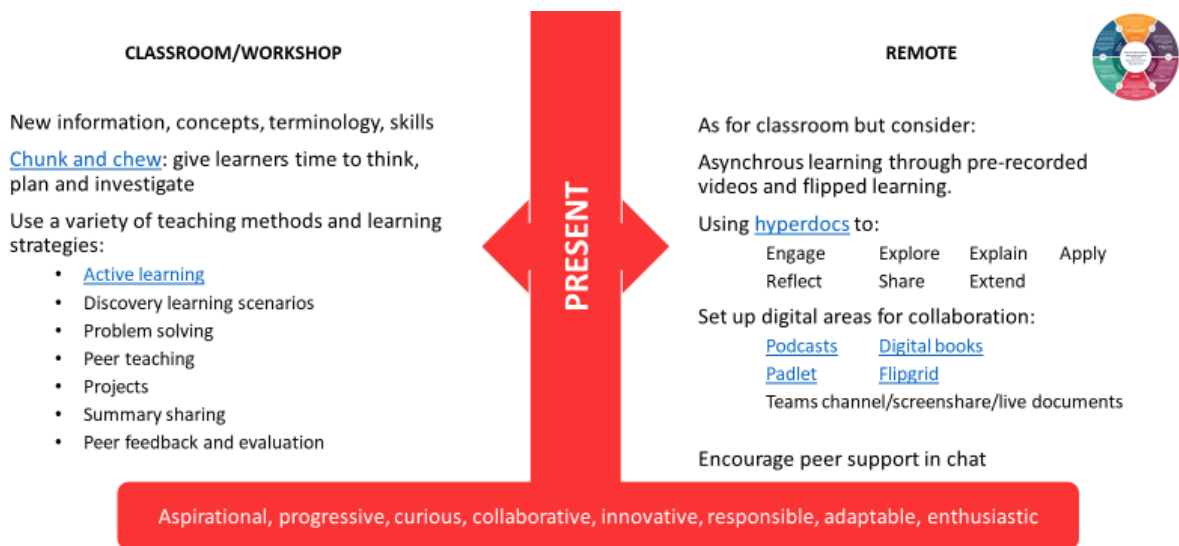 CLASSROOM/WORKSHOP
New information, concepts, terminology, skills
Chunk and chew: give learners time to think,
plan and investigate
Use a variety of teaching methods and learning
strategies:
• Active learning
• Discovery learning scenarios
• Problem solving
• Peer teaching
• Projects
• Summary sharing
• Peer feedback and evaluation
PRESENT
REMOTE
As for classroom but consider:
Asynchrous learning through pre-recorded
videos and flipped learning.
Using hyperdocs to:
Engage Explore Explain Apply
Reflect Share Extend
Set up digital areas for collaboration:
Podcasts Digital books
Padlet Flipgrid
Teams channel/screenshare/live documents
Encourage peer support in chat
Aspirational, progressive, curious, collaborative, innovative, responsible, adaptable, enthusiastic